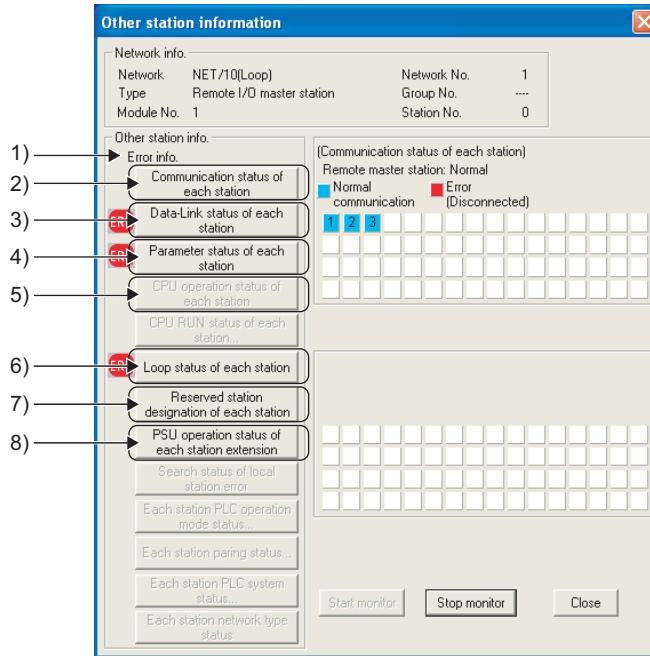 Other station information
Network info.
Network NET/10(Loop) Network No. 1
Type Remote I/O master station Group No. ----
Module No. 1 Station No. 0
Other station info.
1) Error info.
2) Communication status of
each station
3) Data-Link status of each
station
4) Parameter status of each
station
5) CPU operation status of
each station
CPU RUN status of each
station...
6) Loop status of each station
7) Reserved station
designation of each station
8) PSU operation status of
each station extension
Search status of local
station error
Each station PLC operation
mode status...
Each station paring status...
Each station PLC system
status...
Each station network type
status
(Communication status of each station)
Remote master station: Normal
Normal
communication
Error
(Disconnected)
1 2 3
Start monitor Stop monitor Close